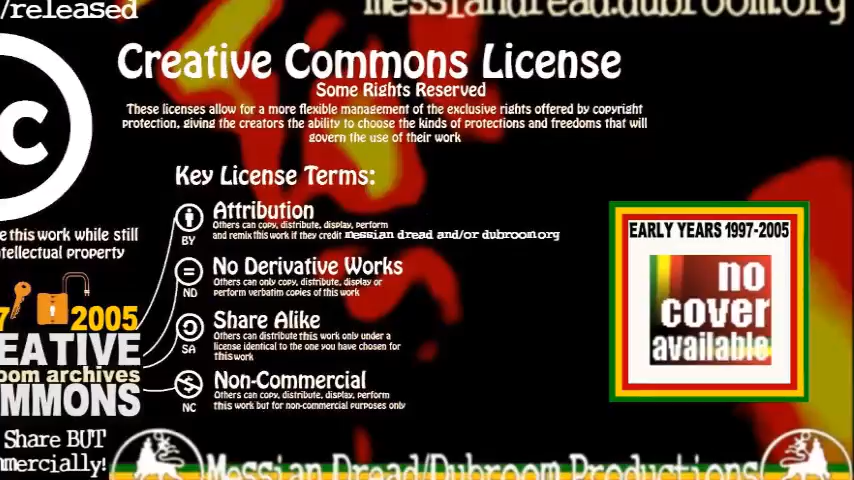 /released
messiandread.dubroom.org
Creative Commons License
Some Rights Reserved
These licenses allow for a more flexible management of the exclusive rights offered by copyright
protection, giving the creators the ability to choose the kinds of protections and freedoms that will
govern the use of their work
C
Key License Terms:
Attribution
Others can copy, distribute, display, perform
and remix this work if they credit messian dread and/or dubroom.org
BY
No Derivative Works
Others can only copy, distribute, display or
perform verbatim copies of this work
ND
Share Alike
Others can distribute this work only under a
license identical to the one you have chosen for
this work
SA
Non-Commercial
Others can copy, distribute, display, perform
this work but for non-commercial purposes only
NC
e this work while still
tellectual property
7 2005
EATIVE
oom archives
MMONS
Share BUT
mmercially!
EARLY YEARS 1997-2005
no
cover
available
Messian Dread/Dubroom Productions